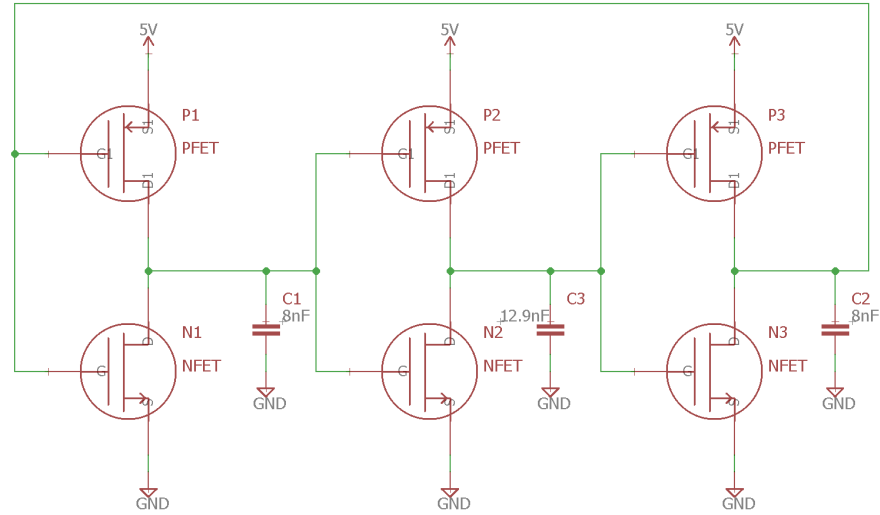 5V
5V
5V
P1
PFET
S1
G1
D1
P2
PFET
S1
G1
D1
P3
PFET
S1
G1
D1
C1
8nF
12.9nF
C3
C2
8nF
N1
NFET
D
G
S
GND
N2
NFET
D
G
S
GND
N3
NFET
D
G
S
GND
GND
GND
GND